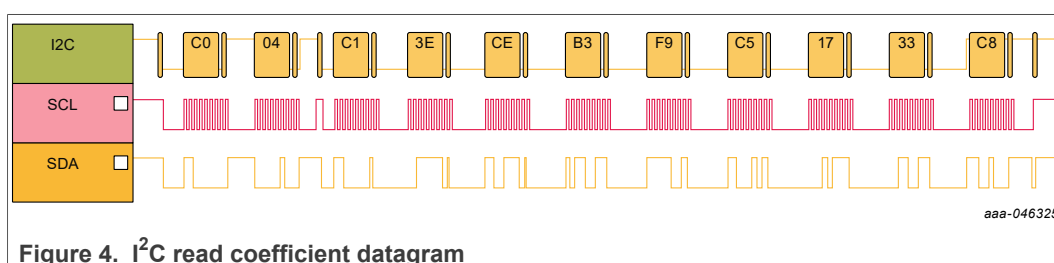 I2C C0 04 C1 3E CE B3 F9 C5 17 33 C8
SCL
SDA
aaa-046325
Figure 4. I²C read coefficient datagram